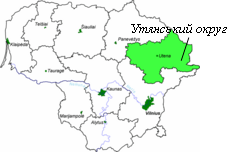 Утянський округ
Telšiai
Šiauliai
Panevėžys
Klaipėda
Utena
Tauragė
Kaunas
Marijampolė
Vilnius
Alytus